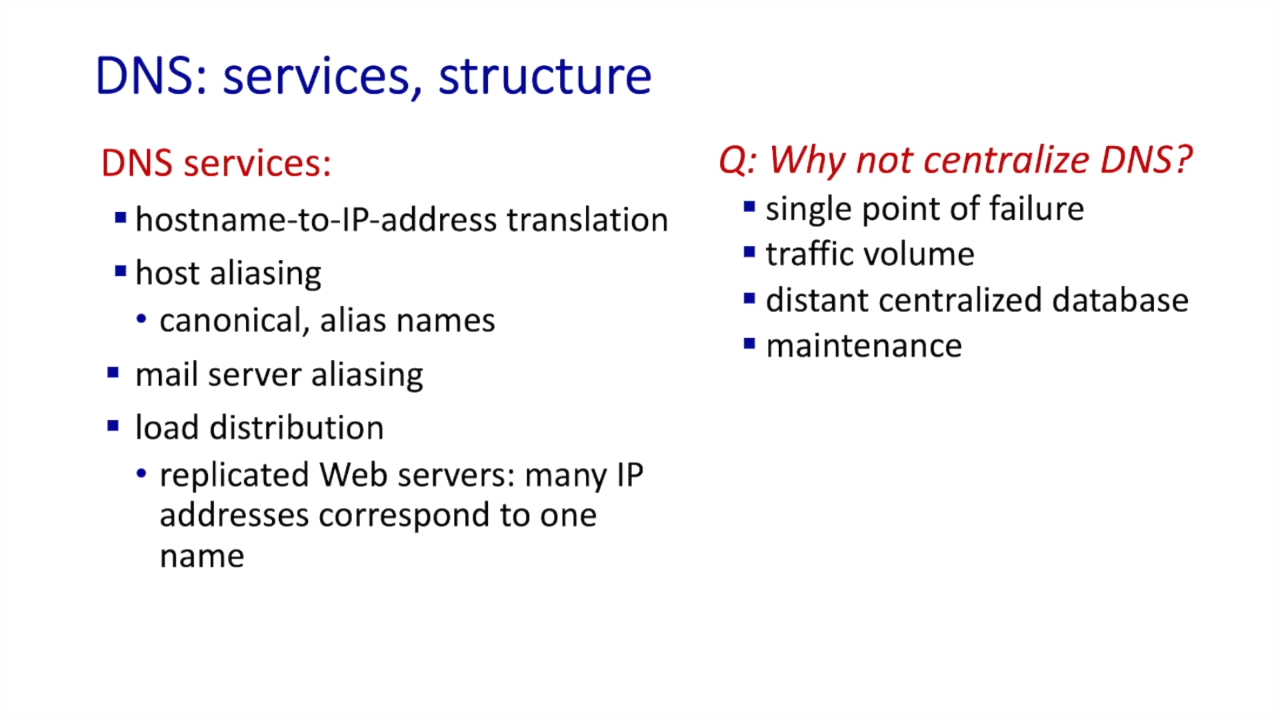 DNS: services, structure
DNS services:
▪ hostname-to-IP-address translation
▪ host aliasing
• canonical, alias names
▪ mail server aliasing
▪ load distribution
• replicated Web servers: many IP
addresses correspond to one
name
Q: Why not centralize DNS?
▪ single point of failure
▪ traffic volume
▪ distant centralized database
▪ maintenance